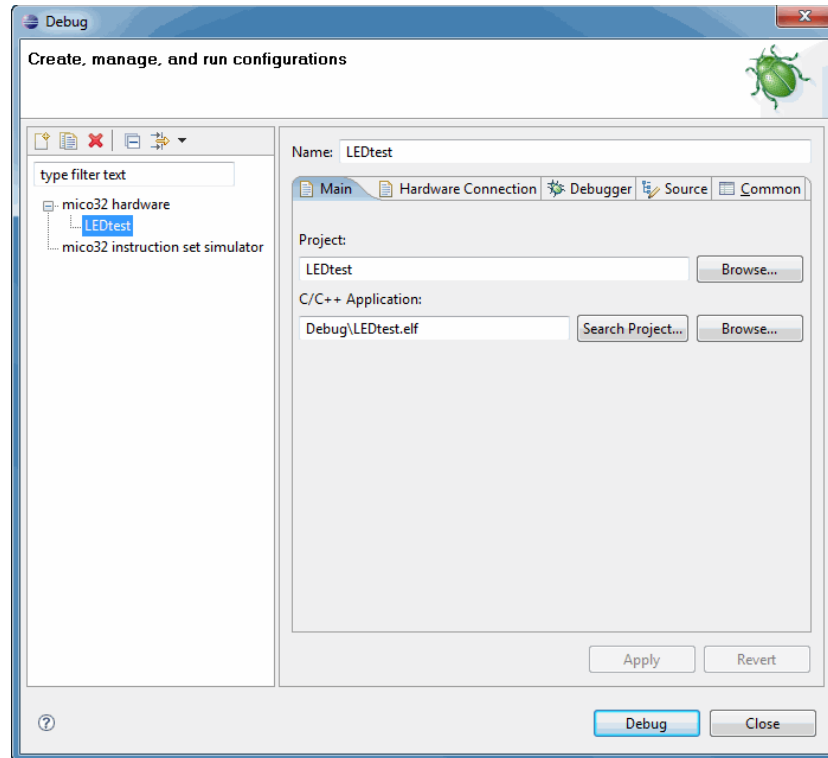 Debug
Create, manage, and run configurations
type filter text
mico32 hardware
LEDtest
mico32 instruction set simulator
Name: LEDtest
Main Hardware Connection Debugger Source Common
Project:
LEDtest Browse...
C/C++ Application:
Debug\LEDtest.elf Search Project... Browse...
Apply Revert
? Debug Close